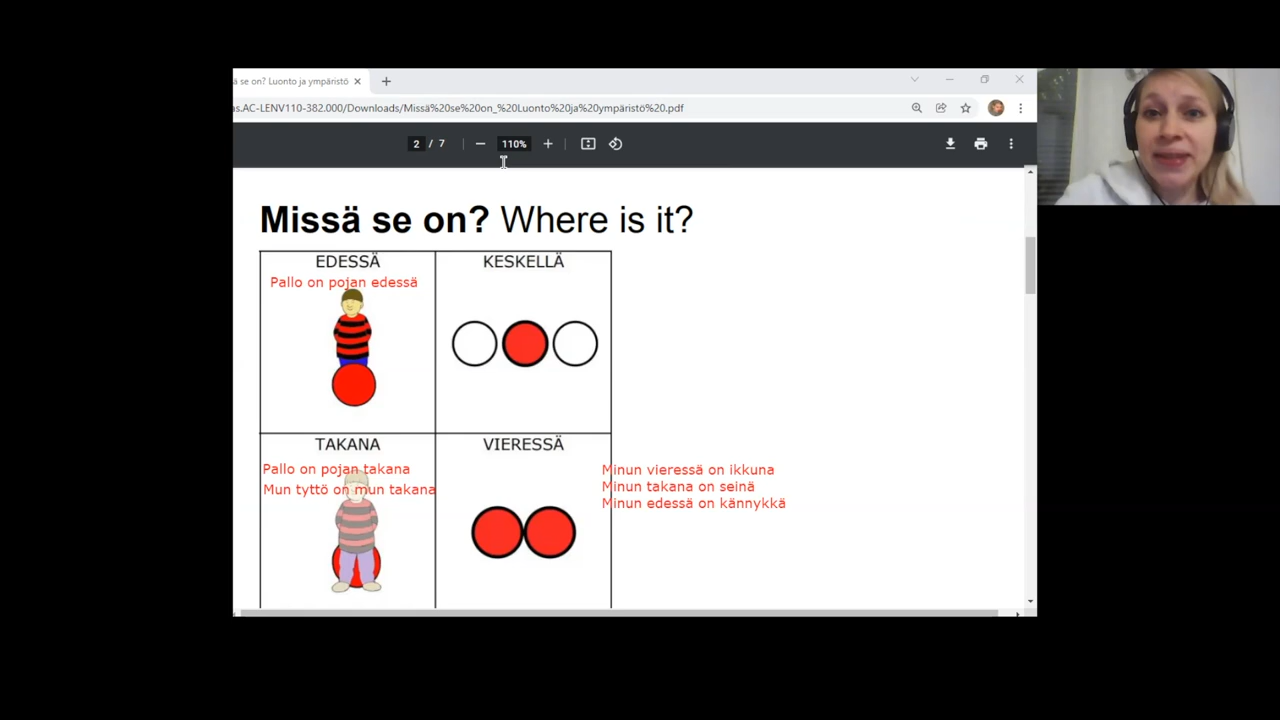 ä se on? Luonto ja ympäristö
as.AC-LENV110-382.000/Downloads/Missä%20se%20on_%20Luonto%20ja%20ympäristö%20.pdf
2 / 7
110%
Missä se on? Where is it?
EDESSÄ
Pallo on pojan edessä
KESKELLÄ
TAKANA
Pallo on pojan takana
Mun tyttö on mun takana
VIERESSÄ
Minun vieressä on ikkuna
Minun takana on seinä
Minun edessä on kännykkä